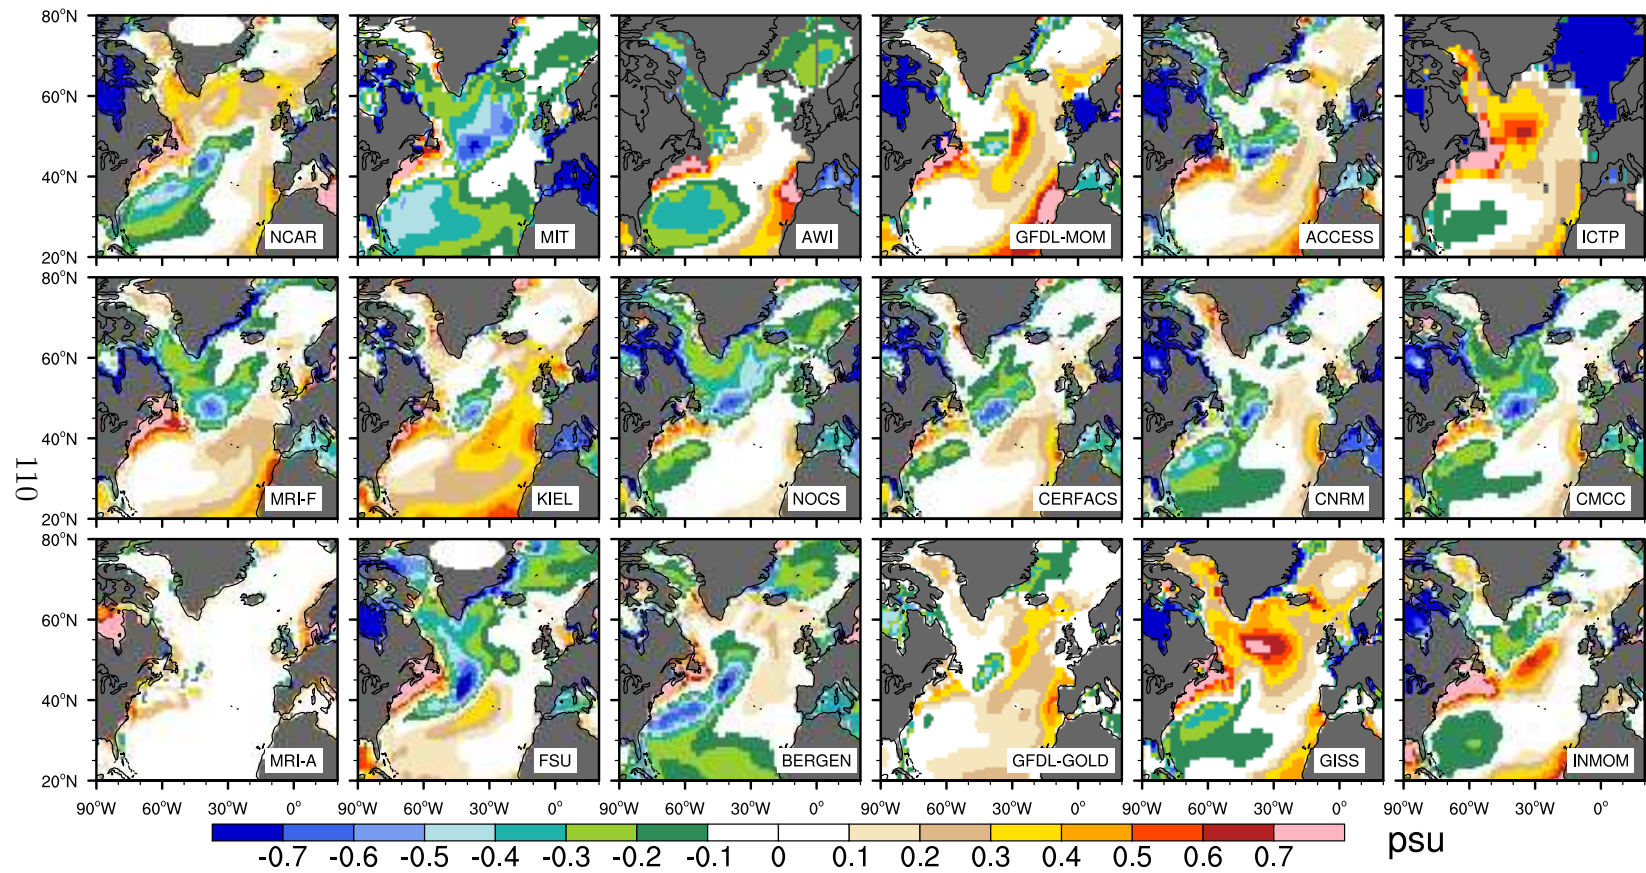 80°N
60°N
40°N
20°N
NCAR
MIT
AWI
GFDL-MOM
ACCESS
ICTP
80°N
60°N
40°N
20°N
MRI-F
KIEL
NOCS
CERFACS
CNRM
CMCC
110
80°N
60°N
40°N
20°N
MRI-A
FSU
BERGEN
GFDL-GOLD
GISS
INMOM
90°W 60°W 30°W 0° 90°W 60°W 30°W 0° 90°W 60°W 30°W 0° 90°W 60°W 30°W 0° 90°W 60°W 30°W 0° 90°W 60°W 30°W 0°
-0.7 -0.6 -0.5 -0.4 -0.3 -0.2 -0.1 0 0.1 0.2 0.3 0.4 0.5 0.6 0.7 psu